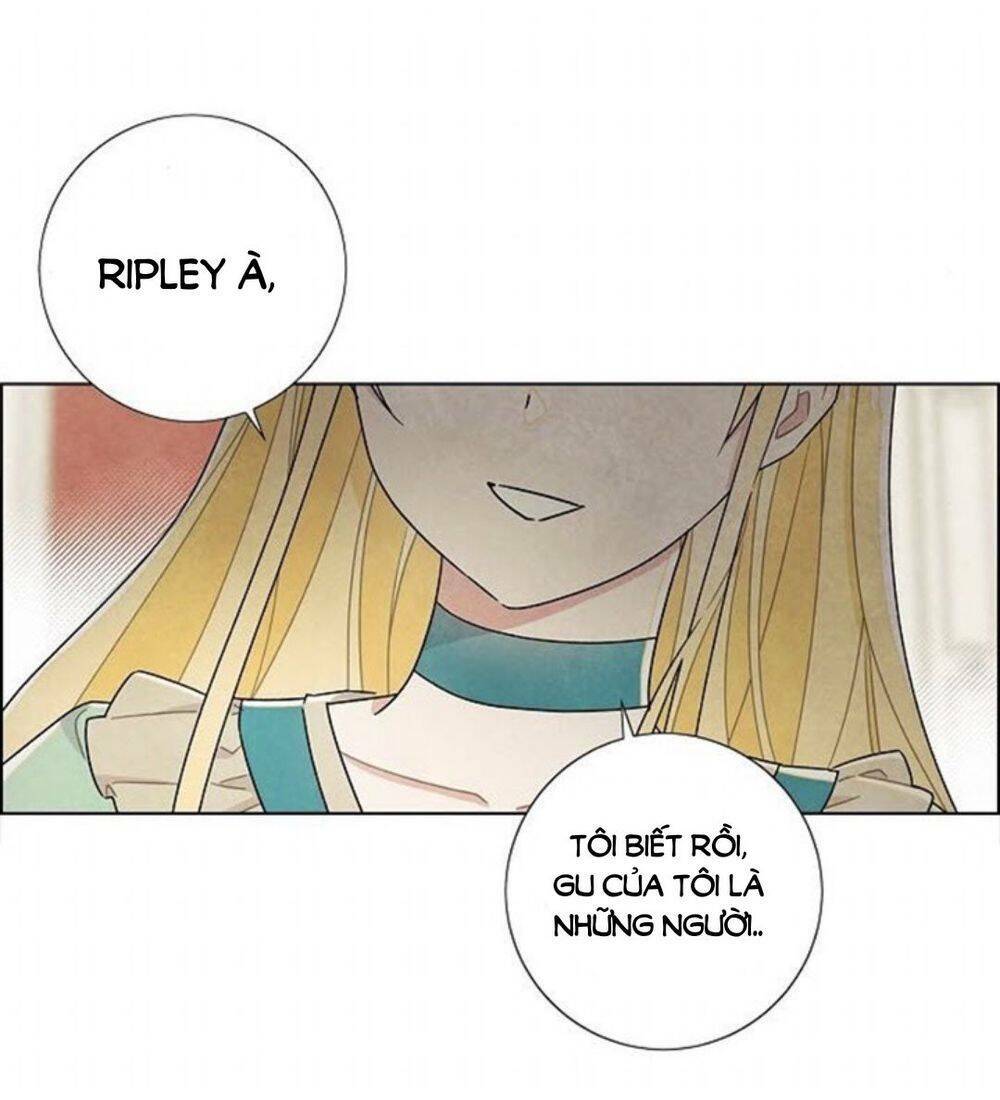 RIPLEY À,
TÔI BIẾT RỒI,
GU CỦA TÔI LÀ
NHỮNG NGƯỜI..